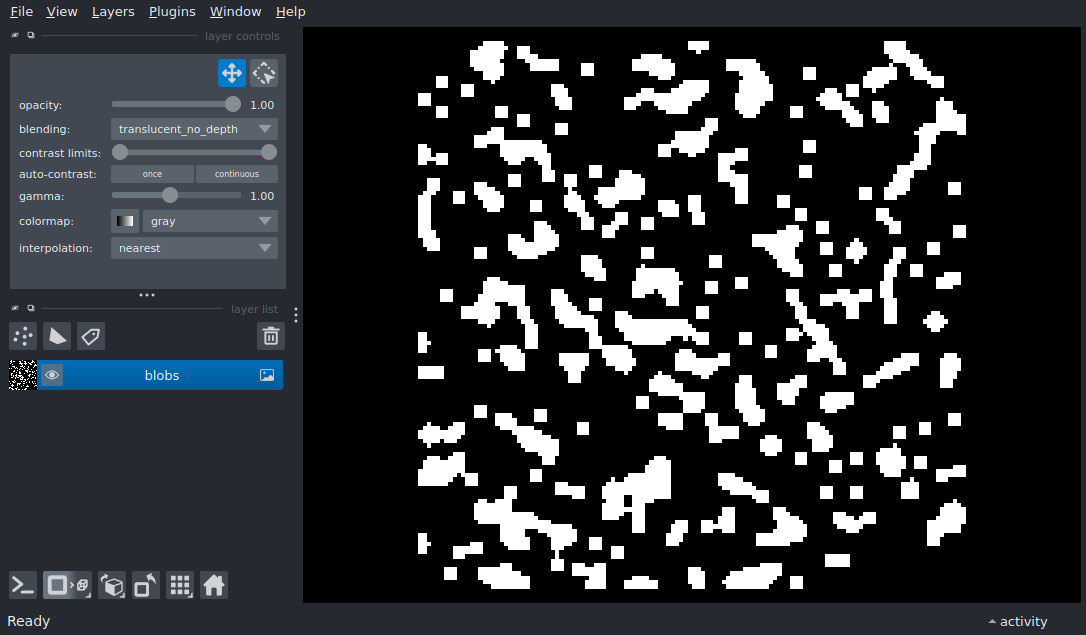 File View Layers Plugins Window Help
layer controls
opacity: 1.00
blending: translucent_no_depth
contrast limits:
auto-contrast: once continuous
gamma: 1.00
colormap: gray
interpolation: nearest
layer list
blobs
Ready
activity